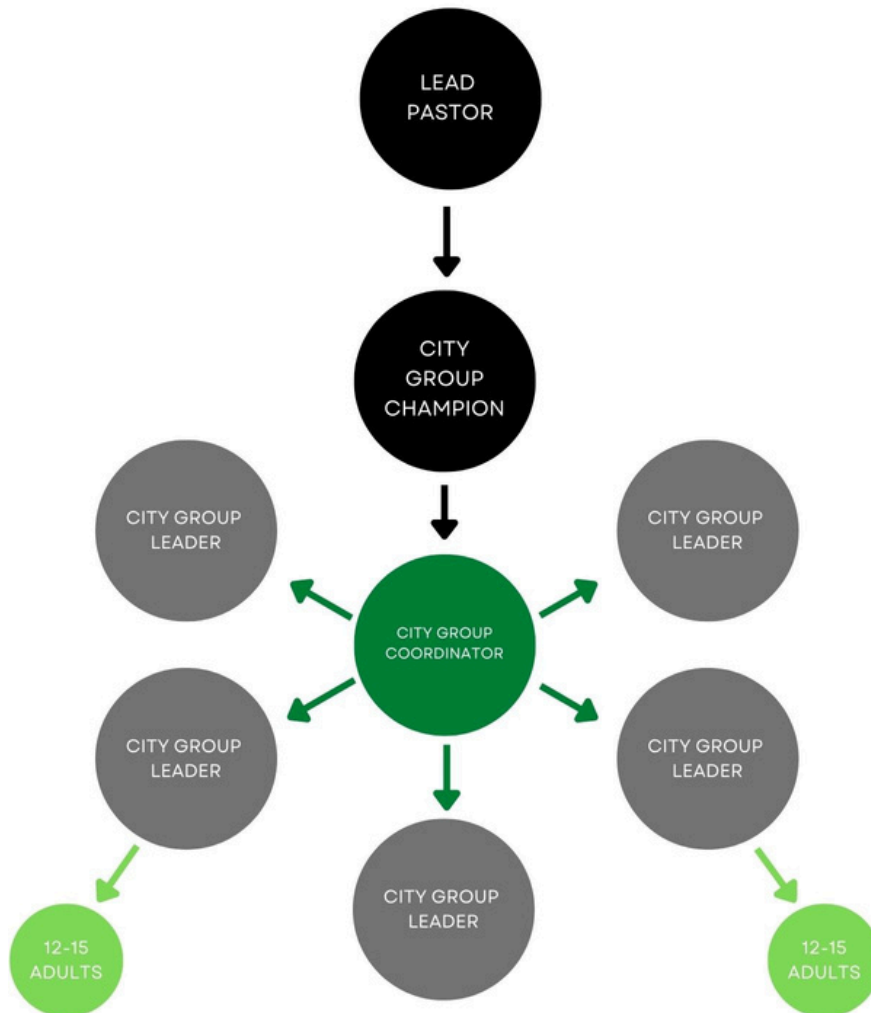 LEAD
PASTOR
CITY
GROUP
CHAMPION
CITY GROUP
LEADER
CITY GROUP
LEADER
CITY GROUP
COORDINATOR
CITY GROUP
LEADER
CITY GROUP
LEADER
CITY GROUP
LEADER
12-15
ADULTS
12-15
ADULTS